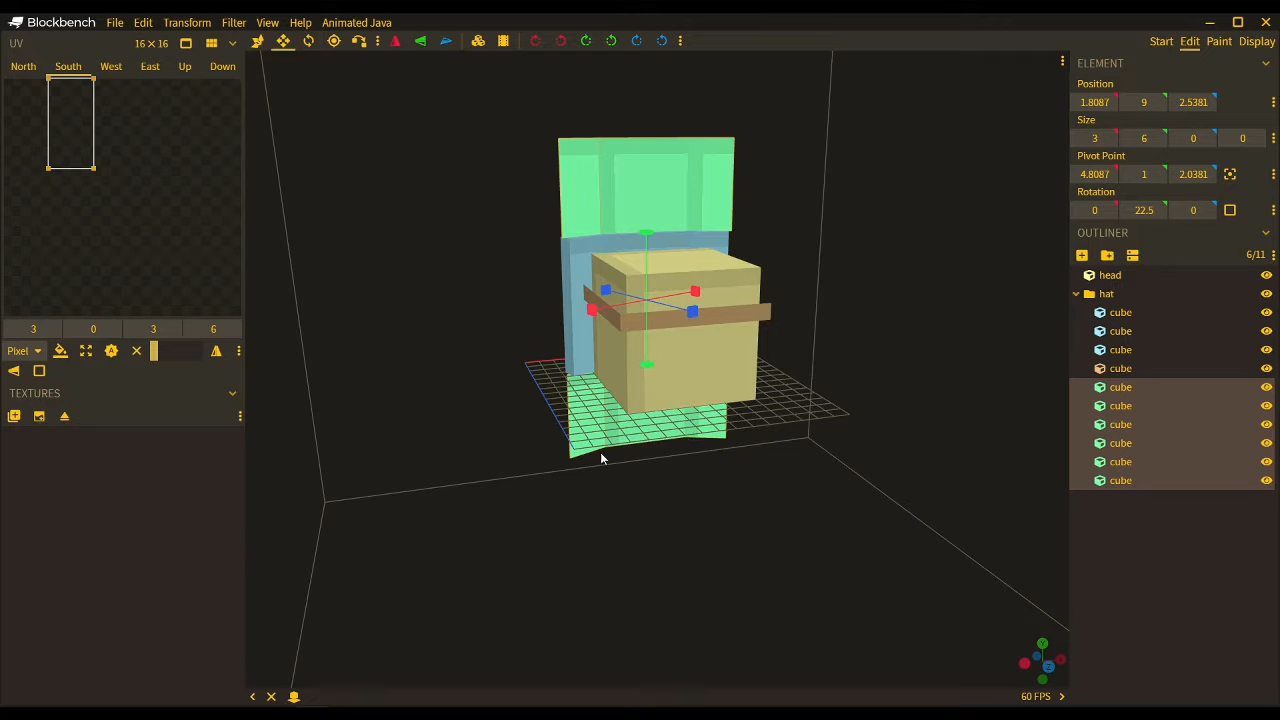 Blockbench File Edit Transform Filter View Help Animated Java
UV 16×16
Start Edit Paint Display
North South West East Up Down
ELEMENT
Position
1.8087 9 2.5381
Size
3 6 0 0
Pivot Point
4.8087 1 2.0381
Rotation
0 22.5 0
OUTLINER
6/11
head
hat
cube
cube
cube
cube
cube
cube
cube
cube
cube
cube
3 0 3 6
Pixel
TEXTURES
60 FPS